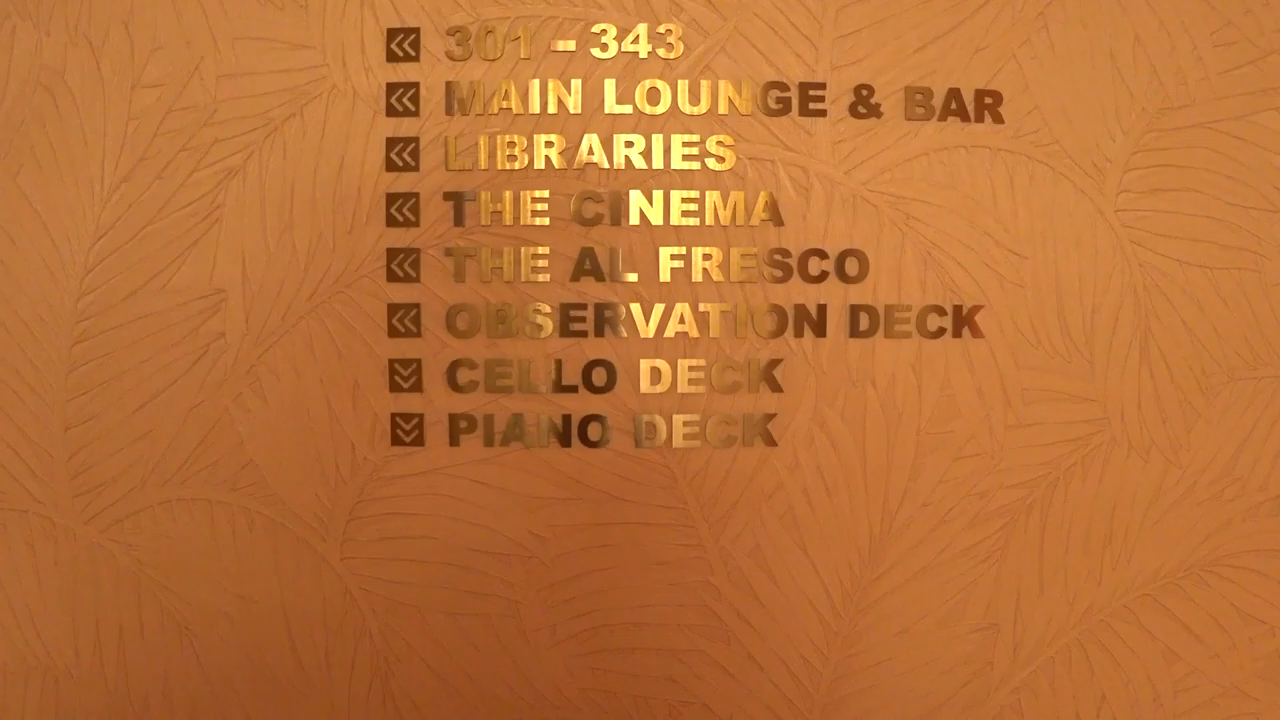 301 – 343
MAIN LOUNGE & BAR
LIBRARIES
THE CINEMA
THE AL FRESCO
OBSERVATION DECK
CELLO DECK
PIANO DECK